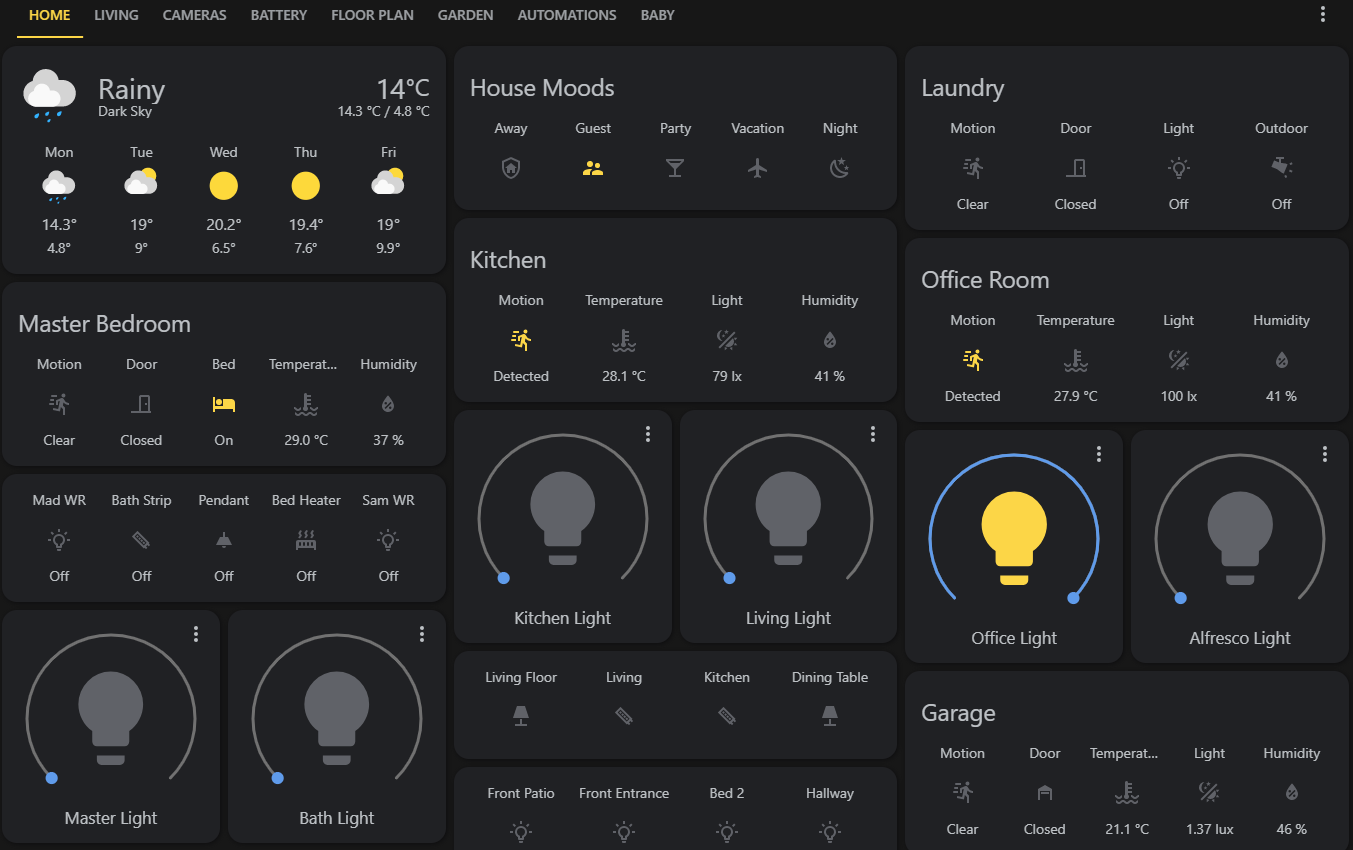 HOME LIVING CAMERAS BATTERY FLOOR PLAN GARDEN AUTOMATIONS BABY
Rainy 14°C
Dark Sky 14.3 °C / 4.8 °C
Mon Tue Wed Thu Fri
14.3° 19° 20.2° 19.4° 19°
4.8° 9° 6.5° 7.6° 9.9°
Master Bedroom
Motion Door Bed Temperat... Humidity
Clear Closed On 29.0 °C 37 %
Mad WR Bath Strip Pendant Bed Heater Sam WR
Off Off Off Off Off
Master Light Bath Light
House Moods
Away Guest Party Vacation Night
Kitchen
Motion Temperature Light Humidity
Detected 28.1 °C 79 lx 41 %
Kitchen Light Living Light
Living Floor Living Kitchen Dining Table
Front Patio Front Entrance Bed 2 Hallway
Laundry
Motion Door Light Outdoor
Clear Closed Off Off
Office Room
Motion Temperature Light Humidity
Detected 27.9 °C 100 lx 41 %
Office Light Alfresco Light
Garage
Motion Door Temperat... Light Humidity
Clear Closed 21.1 °C 1.37 lux 46 %